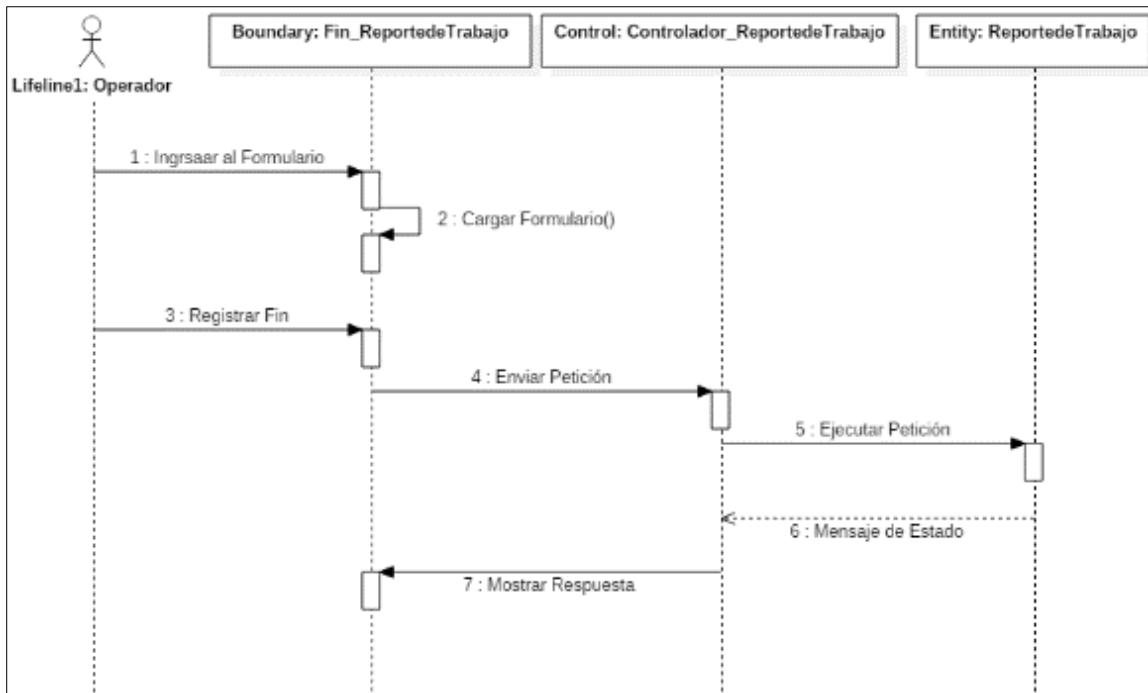 Boundary: Fin_ReportedeTrabajo
Control: Controlador_ReportedeTrabajo
Entity: ReportedeTrabajo
Lifeline1: Operador
1 : Ingrsaar al Formulario
2 : Cargar Formulario()
3 : Registrar Fin
4 : Enviar Petición
5 : Ejecutar Petición
6 : Mensaje de Estado
7 : Mostrar Respuesta